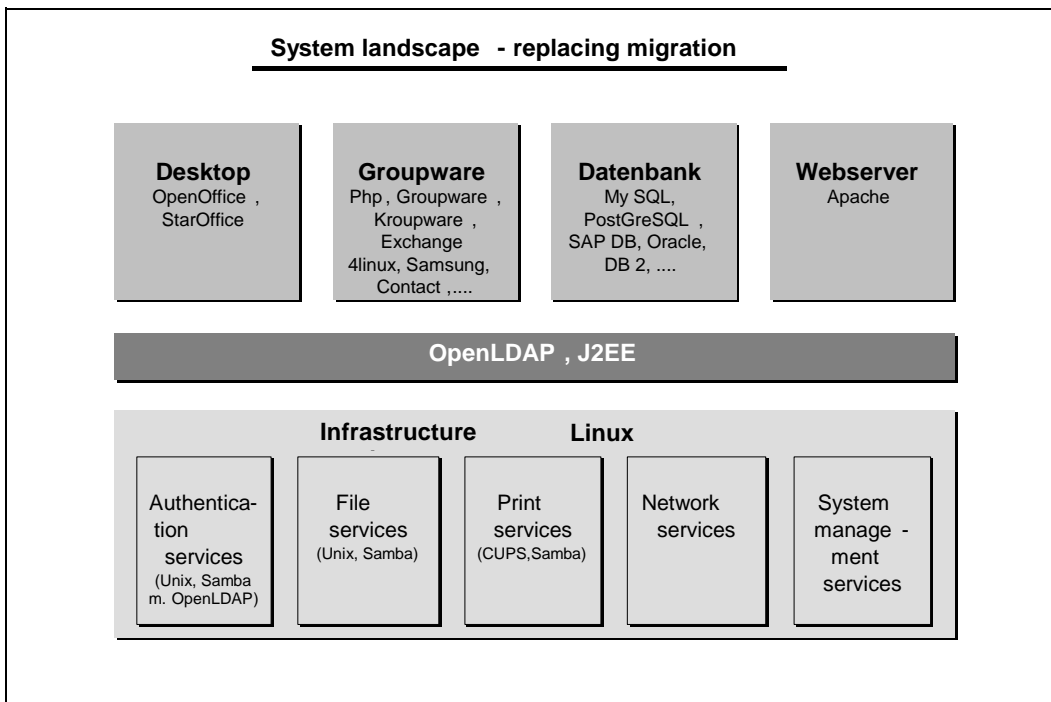 System landscape - replacing migration
Desktop
OpenOffice ,
StarOffice
Groupware
Php , Groupware ,
Kroupware ,
Exchange
4linux, Samsung,
Contact ,....
Datenbank
My SQL,
PostGreSQL ,
SAP DB, Oracle,
DB 2, ....
Webserver
Apache
OpenLDAP , J2EE
Infrastructure Linux
Authentica-
tion
services
(Unix, Samba
m. OpenLDAP)
File
services
(Unix, Samba)
Print
services
(CUPS,Samba)
Network
services
System
manage -
ment
services